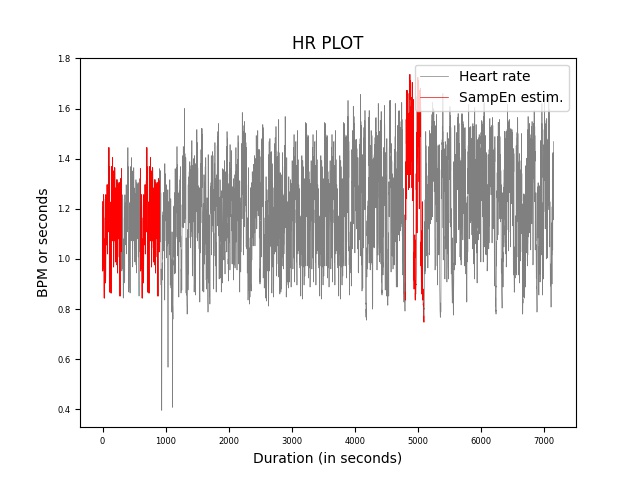 HR PLOT
Heart rate
SampEn estim.
BPM or seconds
1.8
1.6
1.4
1.2
1.0
0.8
0.6
0.4
0 1000 2000 3000 4000 5000 6000 7000
Duration (in seconds)